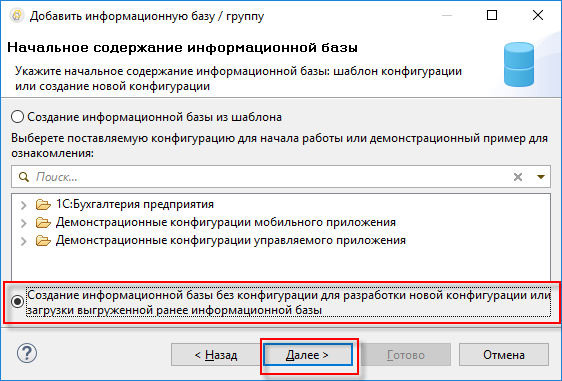 Добавить информационную базу / группу
Начальное содержание информационной базы
Укажите начальное содержание информационной базы: шаблон конфигурации
или создание новой конфигурации
Создание информационной базы из шаблона
Выберете поставляемую конфигурацию для начала работы или демонстрационный пример для
ознакомления:
Поиск...
1С:Бухгалтерия предприятия
Демонстрационные конфигурации мобильного приложения
Демонстрационные конфигурации управляемого приложения
Создание информационной базы без конфигурации для разработки новой конфигурации или
загрузки выгруженной ранее информационной базы
? < Назад Далее > Готово Отмена